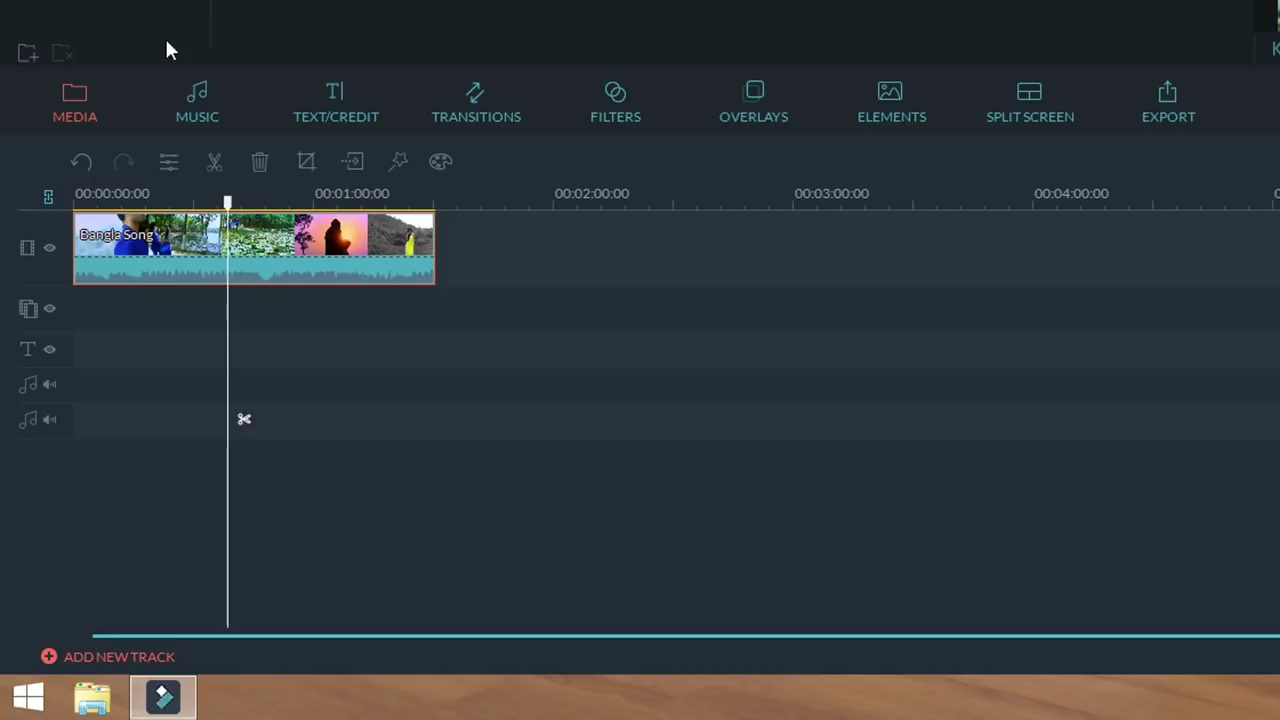 MEDIA
MUSIC
TEXT/CREDIT
TRANSITIONS
FILTERS
OVERLAYS
ELEMENTS
SPLIT SCREEN
EXPORT
00:00:00:00
00:01:00:00
00:02:00:00
00:03:00:00
00:04:00:00
Bangla Song
ADD NEW TRACK